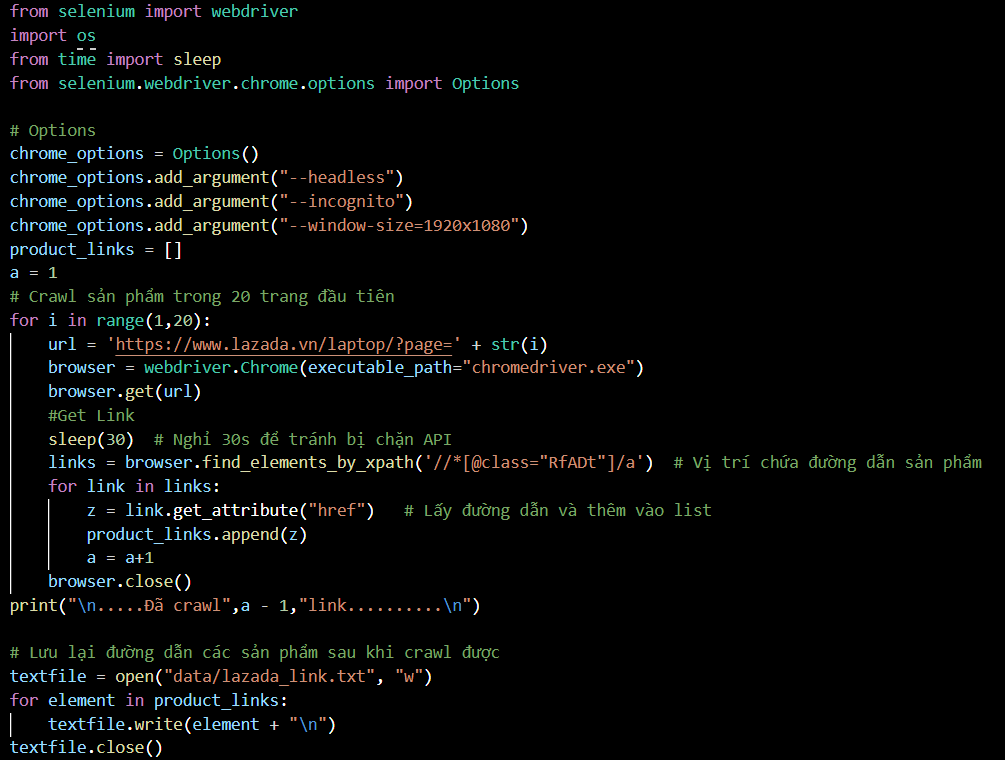 from selenium import webdriver
import os
from time import sleep
from selenium.webdriver.chrome.options import Options

# Options
chrome_options = Options()
chrome_options.add_argument("--headless")
chrome_options.add_argument("--incognito")
chrome_options.add_argument("--window-size=1920x1080")
product_links = []
a = 1
# Crawl sản phẩm trong 20 trang đầu tiên
for i in range(1,20):
    url = 'https://www.lazada.vn/laptop/?page=' + str(i)
    browser = webdriver.Chrome(executable_path="chromedriver.exe")
    browser.get(url)
    #Get Link
    sleep(30)  # Nghỉ 30s để tránh bị chặn API
    links = browser.find_elements_by_xpath('//*[@class="RfADt"]/a')  # Vị trí chứa đường dẫn sản phẩm
    for link in links:
        z = link.get_attribute("href")   # Lấy đường dẫn và thêm vào list
        product_links.append(z)
        a = a+1
    browser.close()
print("\n.....Đã crawl",a - 1,"link..........\n")

# Lưu lại đường dẫn các sản phẩm sau khi crawl được
textfile = open("data/lazada_link.txt", "w")
for element in product_links:
    textfile.write(element + "\n")
textfile.close()